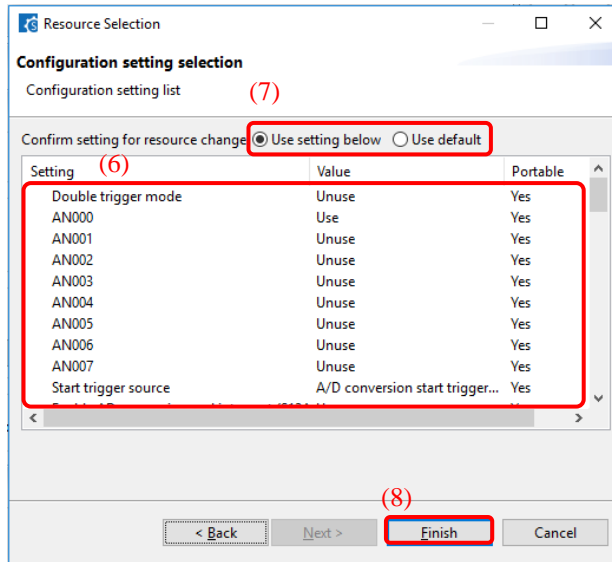 Resource Selection
Configuration setting selection
Configuration setting list
(7)
Confirm setting for resource change Use setting below Use default
(6)
Setting Value Portable
Double trigger mode Unuse Yes
AN000 Use Yes
AN001 Unuse Yes
AN002 Unuse Yes
AN003 Unuse Yes
AN004 Unuse Yes
AN005 Unuse Yes
AN006 Unuse Yes
AN007 Unuse Yes
Start trigger source A/D conversion start trigger... Yes
(8)
< Back Next > Finish Cancel